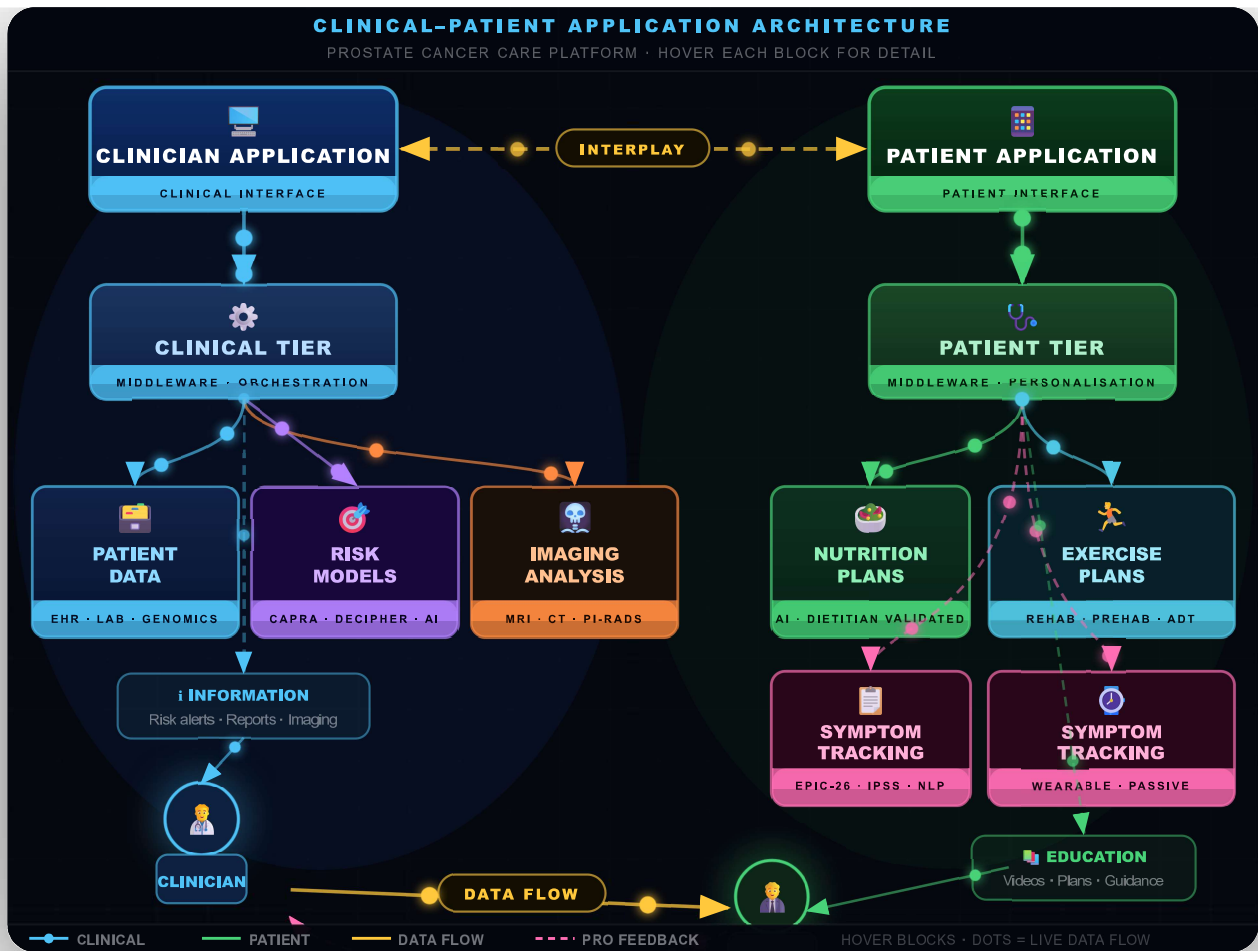 CLINICAL–PATIENT APPLICATION ARCHITECTURE
PROSTATE CANCER CARE PLATFORM · HOVER EACH BLOCK FOR DETAIL
CLINICIAN APPLICATION
CLINICAL INTERFACE
INTERPLAY
PATIENT APPLICATION
PATIENT INTERFACE
CLINICAL TIER
MIDDLEWARE · ORCHESTRATION
PATIENT TIER
MIDDLEWARE · PERSONALISATION
PATIENT
DATA
EHR · LAB · GENOMICS
RISK
MODELS
CAPRA · DECIPHER · AI
IMAGING
ANALYSIS
MRI · CT · PI-RADS
NUTRITION
PLANS
AI · DIETITIAN VALIDATED
EXERCISE
PLANS
REHAB · PREHAB · ADT
i INFORMATION
Risk alerts · Reports · Imaging
SYMPTOM
TRACKING
EPIC-26 · IPSS · NLP
SYMPTOM
TRACKING
WEARABLE · PASSIVE
CLINICIAN
DATA FLOW
EDUCATION
Videos · Plans · Guidance
CLINICAL
PATIENT
DATA FLOW
PRO FEEDBACK
HOVER BLOCKS · DOTS = LIVE DATA FLOW